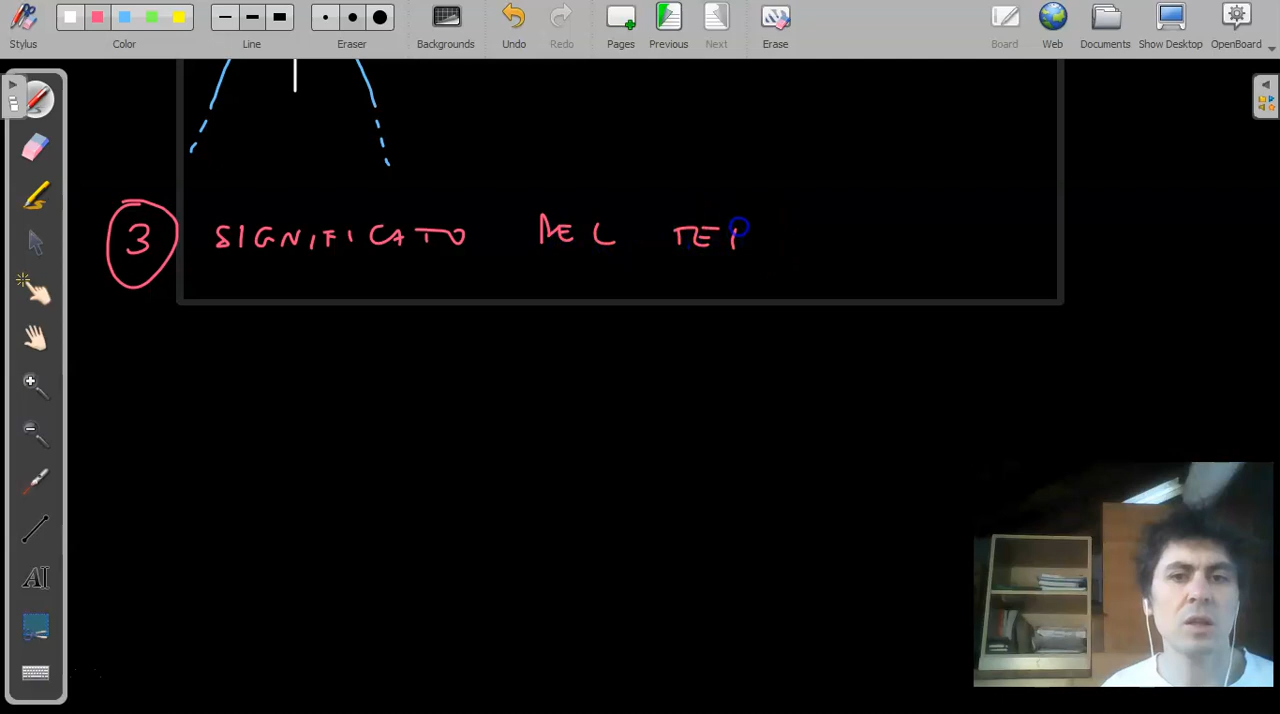 Stylus
Color
Line
Eraser
Backgrounds
Undo
Redo
Pages
Previous
Next
Erase
Board
Web
Documents
Show Desktop
OpenBoard
3 SIGNIFICATO DEL
AI